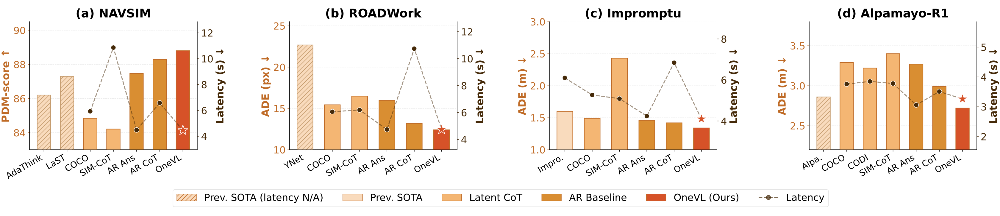 (a) NAVSIM
PDM-score ↑
90
88
86
84
12
10
8
6
4
Latency (s) ↓
AdaThink
LaST
COCO
SIM-CoT
AR Ans
AR CoT
OneVL
(b) ROADWork
ADE (px) ↓
25
20
15
10
12
10
8
6
4
Latency (s) ↓
YNet
COCO
SIM-CoT
AR Ans
AR CoT
OneVL
(c) Impromptu
ADE (m) ↓
3.0
2.5
2.0
1.5
1.0
8
6
4
Latency (s) ↓
Impro.
COCO
SIM-CoT
AR Ans
AR CoT
OneVL
(d) Alpamayo-R1
ADE (m) ↓
3.5
3.0
2.5
5
4
3
2
Latency (s) ↓
Alpa.
COCO
CODI
SIM-CoT
AR Ans
AR CoT
OneVL
Prev. SOTA (latency N/A)
Prev. SOTA
Latent CoT
AR Baseline
OneVL (Ours)
Latency